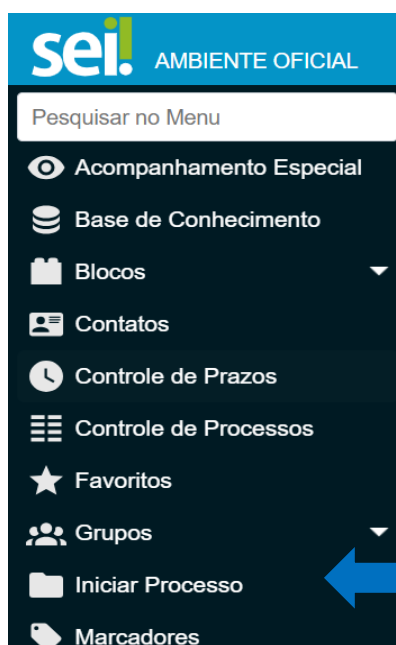 sei! AMBIENTE OFICIAL
Pesquisar no Menu
Acompanhamento Especial
Base de Conhecimento
Blocos
Contatos
Controle de Prazos
Controle de Processos
Favoritos
Grupos
Iniciar Processo
Marcadores